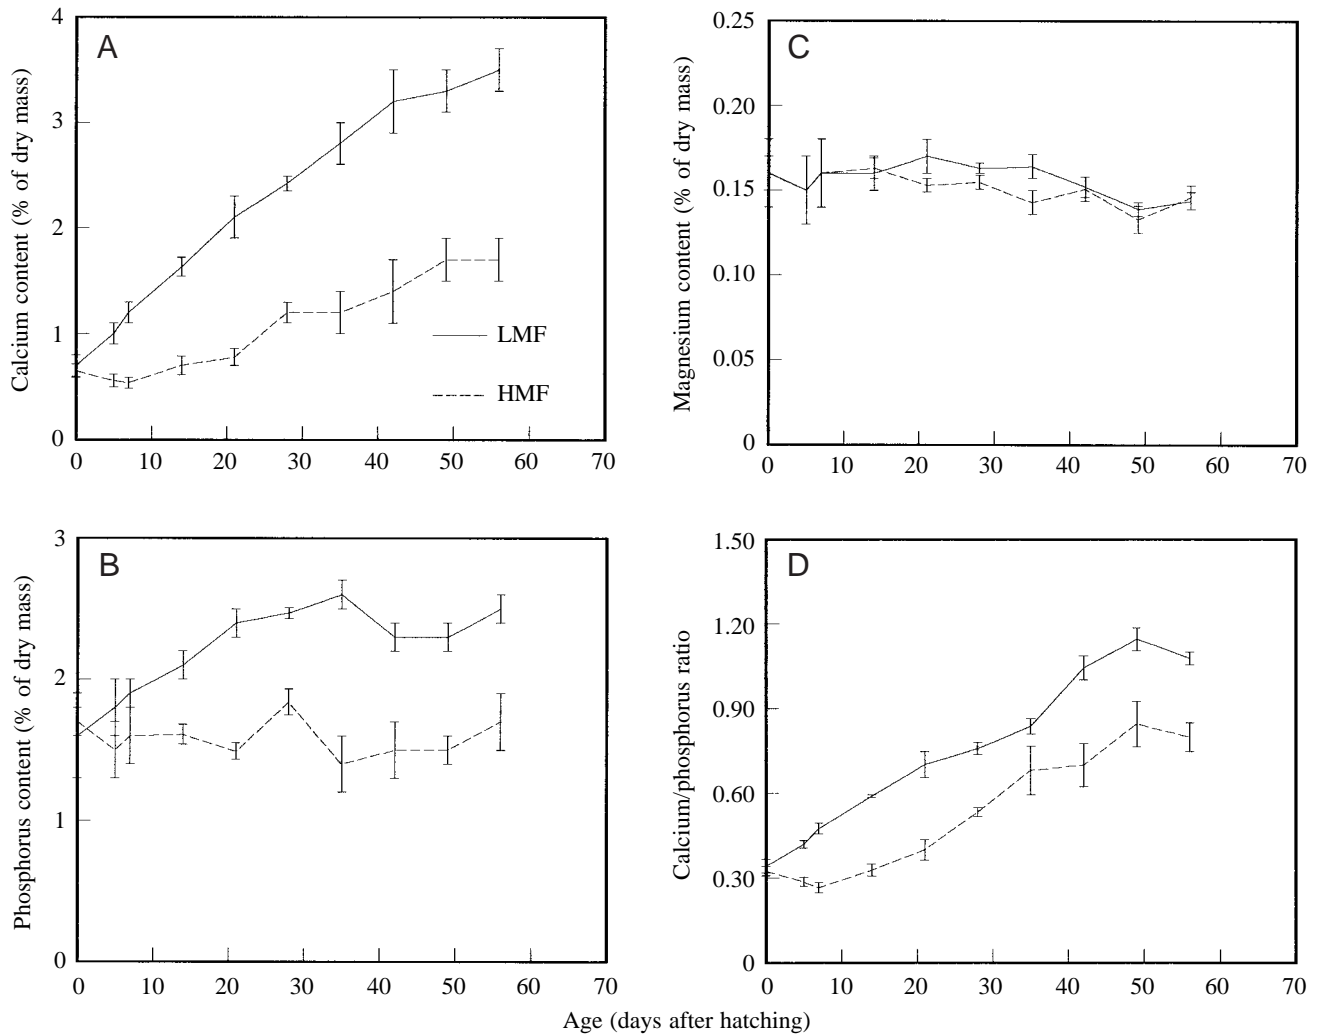 A
Calcium content (% of dry mass)
4
3
2
1
0
0 10 20 30 40 50 60 70
LMF
HMF
C
Magnesium content (% of dry mass)
0.25
0.20
0.15
0.10
0.05
0
0 10 20 30 40 50 60 70
B
Phosphorus content (% of dry mass)
3
2
1
0
0 10 20 30 40 50 60 70
D
Calcium/phosphorus ratio
1.50
1.20
0.90
0.60
0.30
0
0 10 20 30 40 50 60 70
Age (days after hatching)